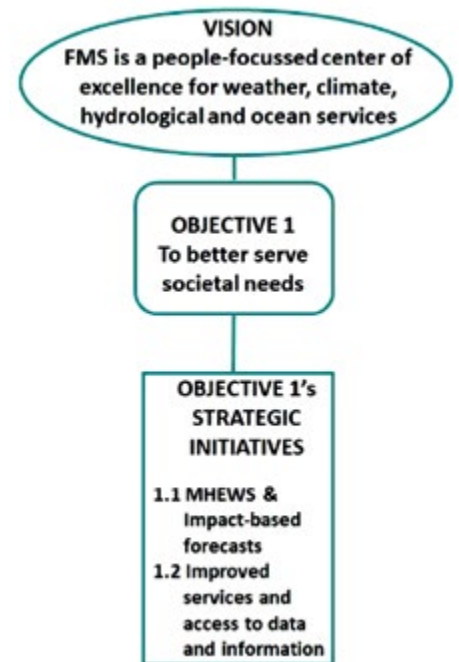 VISION
FMS is a people-focussed center of
excellence for weather, climate,
hydrological and ocean services
OBJECTIVE 1
To better serve
societal needs
OBJECTIVE 1's
STRATEGIC
INITIATIVES
1.1 MHEWS &
Impact-based
forecasts
1.2 Improved
services and
access to data
and information